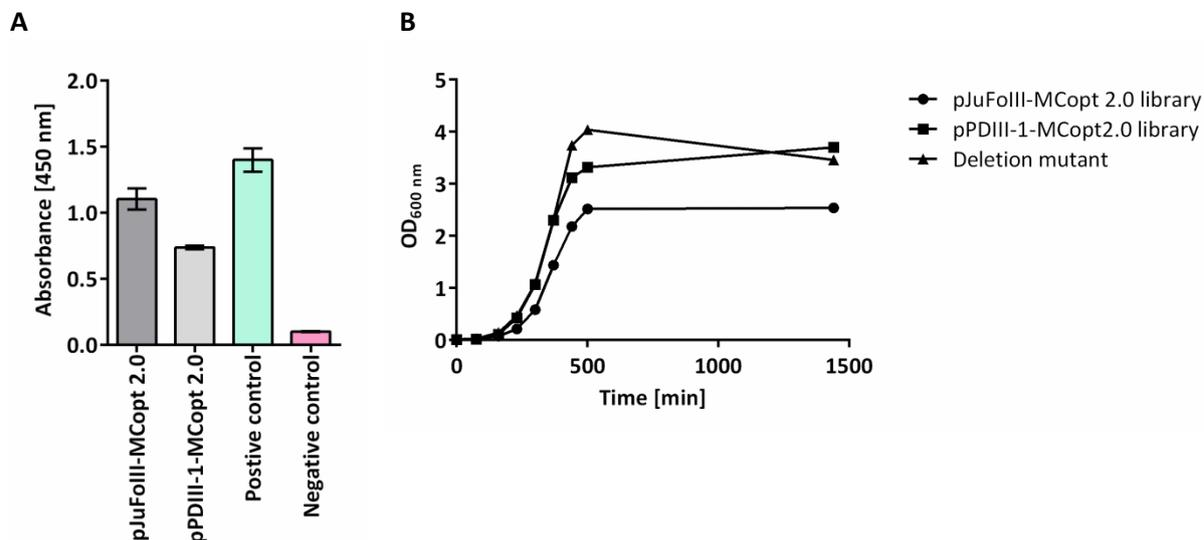 A
B
Absorbance [450 nm]
2.0
1.5
1.0
0.5
0.0
pJuFoIII-MCopt 2.0
pPDIII-1-MCopt 2.0
Postive control
Negative control
OD600 nm
5
4
3
2
1
0
0 500 1000 1500
Time [min]
pJuFoIII-MCopt 2.0 library
pPDIII-1-MCopt2.0 library
Deletion mutant